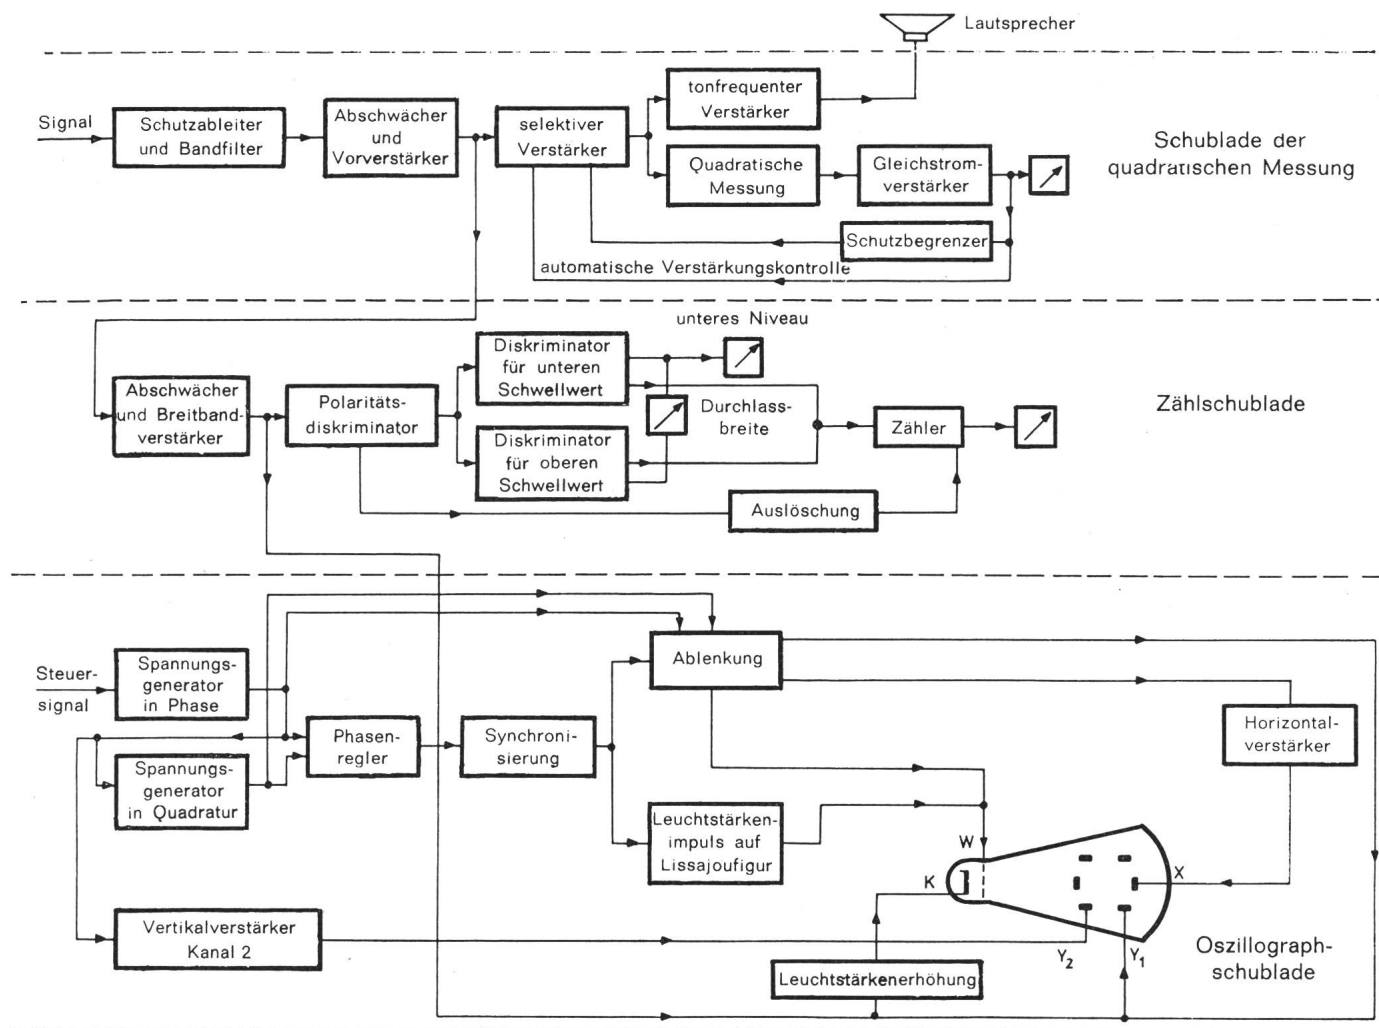 Lautsprecher
Signal
Schutzableiter
und Bandfilter
Abschwächer
und
Vorverstärker
selektiver
Verstärker
tonfrequenter
Verstärker
Quadratische
Messung
Gleichstrom-
verstärker
Schublade der
quadratischen Messung
Schutzbegrenzer
automatische Verstärkungskontrolle
unteres Niveau
Abschwächer
und Breitband-
verstärker
Polaritäts-
diskriminator
Diskriminator
für unteren
Schwellwert
Durchlass-
breite
Diskriminator
für oberen
Schwellwert
Zähler
Zählschublade
Auslöschung
Steuer-
signal
Spannungs-
generator
in Phase
Spannungs-
generator
in Quadratur
Phasen-
regler
Synchroni-
sierung
Ablenkung
Leuchtstärken-
impuls auf
Lissajoufigur
Horizontal-
verstärker
W
K
X
Vertikalverstärker
Kanal 2
Y2
Y1
Leuchtstärkenerhöhung
Oszillograph-
schublade